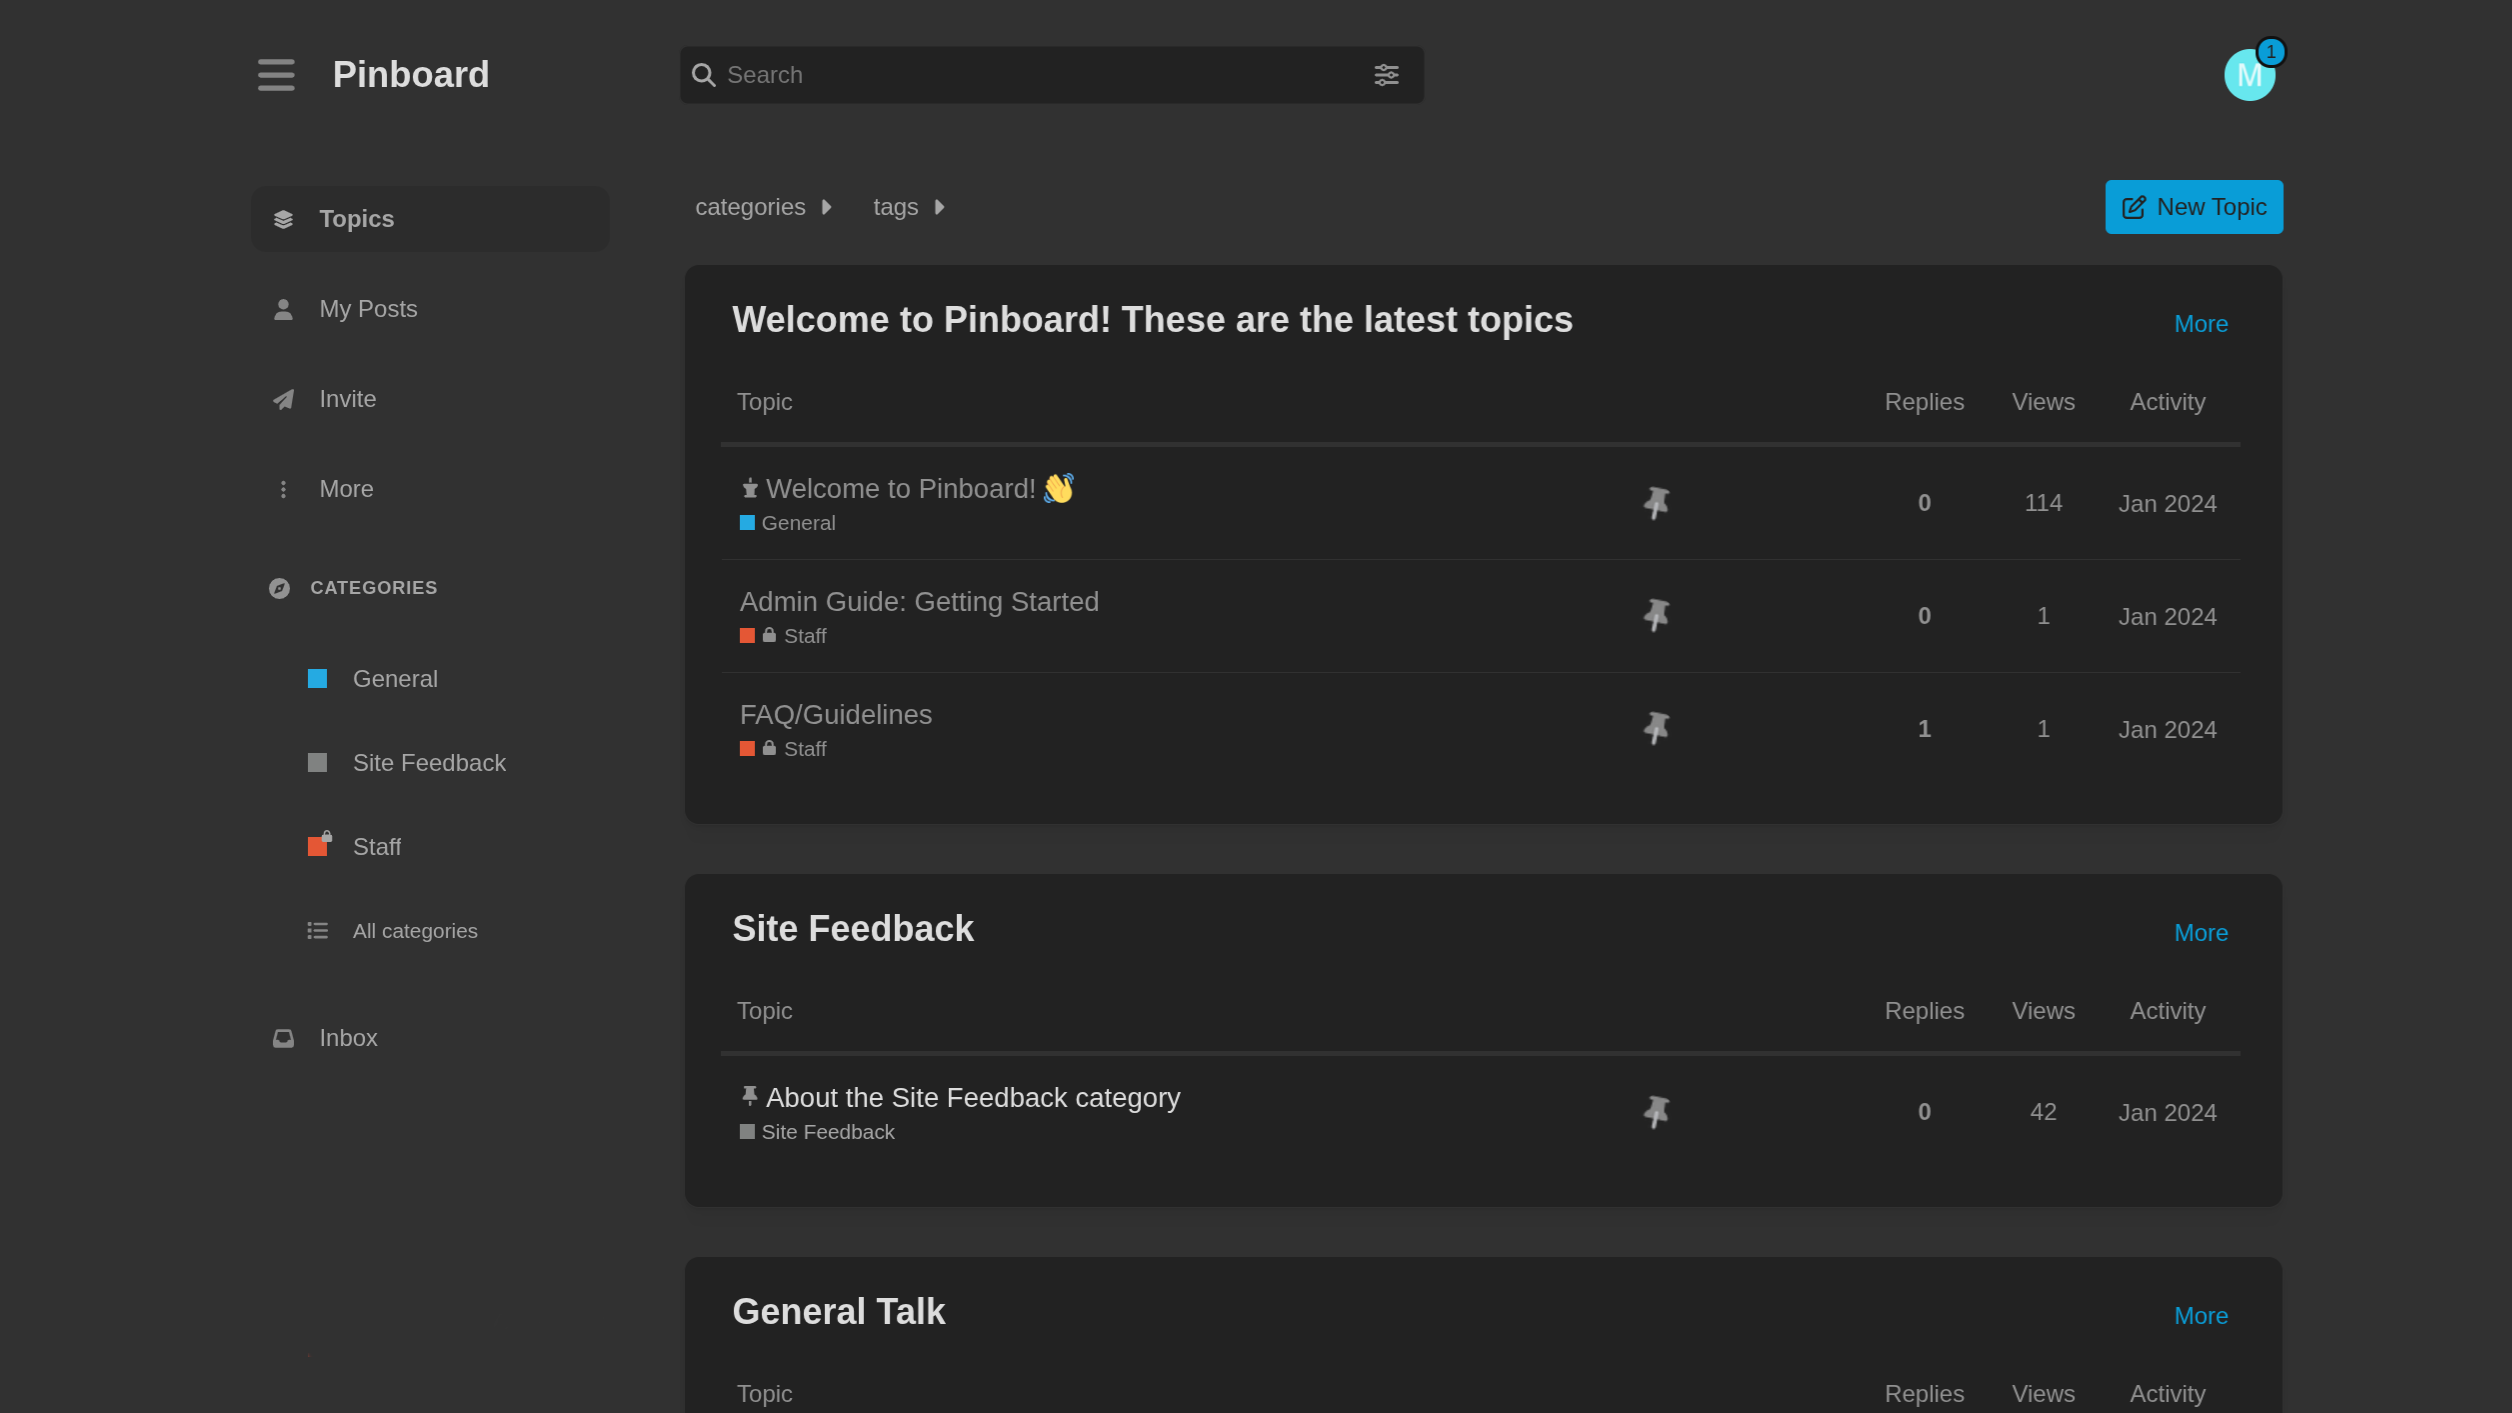 Pinboard
Search
M
1
Topics
My Posts
Invite
More
CATEGORIES
General
Site Feedback
Staff
All categories
Inbox
categories
tags
New Topic
Welcome to Pinboard! These are the latest topics
More
Topic Replies Views Activity
Welcome to Pinboard! 👋
General
0 114 Jan 2024
Admin Guide: Getting Started
Staff
0 1 Jan 2024
FAQ/Guidelines
Staff
1 1 Jan 2024
Site Feedback
More
Topic Replies Views Activity
About the Site Feedback category
Site Feedback
0 42 Jan 2024
General Talk
More
Topic Replies Views Activity